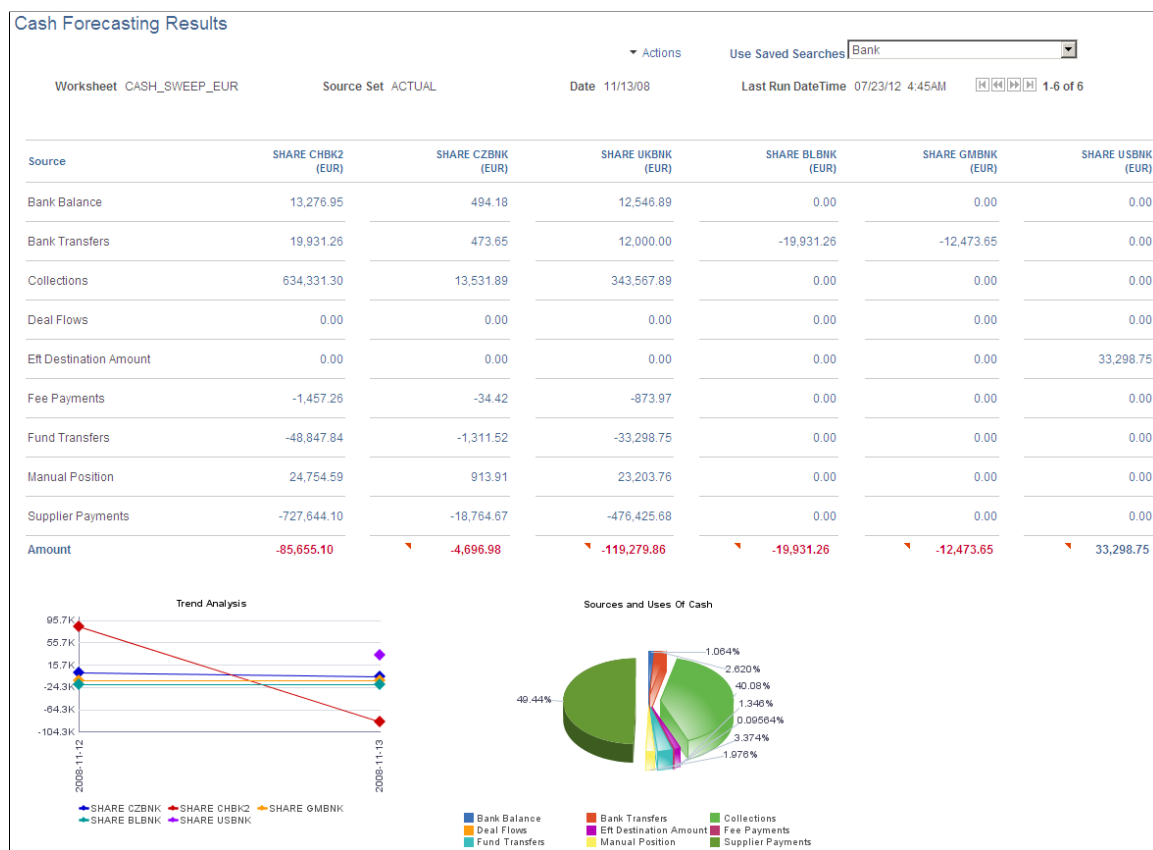 Cash Forecasting Results
Actions Use Saved Searches Bank
Worksheet CASH_SWEEP_EUR Source Set ACTUAL Date 11/13/08 Last Run DateTime 07/23/12 4:45AM 1-6 of 6
Source SHARE CHBK2 (EUR) SHARE CZBNK (EUR) SHARE UKBNK (EUR) SHARE BLBNK (EUR) SHARE GMBNK (EUR) SHARE USBNK (EUR)
Bank Balance 13,276.95 494.18 12,546.89 0.00 0.00 0.00
Bank Transfers 19,931.26 473.65 12,000.00 -19,931.26 -12,473.65 0.00
Collections 634,331.30 13,531.89 343,567.89 0.00 0.00 0.00
Deal Flows 0.00 0.00 0.00 0.00 0.00 0.00
Eft Destination Amount 0.00 0.00 0.00 0.00 0.00 33,298.75
Fee Payments -1,457.26 -34.42 -873.97 0.00 0.00 0.00
Fund Transfers -48,847.84 -1,311.52 -33,298.75 0.00 0.00 0.00
Manual Position 24,754.59 913.91 23,203.76 0.00 0.00 0.00
Supplier Payments -727,644.10 -18,764.67 -476,425.68 0.00 0.00 0.00
Amount -85,655.10 -4,696.98 -119,279.86 -19,931.26 -12,473.65 33,298.75
Trend Analysis
95.7K
55.7K
15.7K
-24.3K
-64.3K
-104.3K
2008-11-12
2008-11-13
SHARE CZBNK SHARE CHBK2 SHARE GMBNK
SHARE BLBNK SHARE USBNK
Sources and Uses Of Cash
1.064%
2.620%
40.08%
1.346%
0.09564%
3.374%
1.976%
49.44%
Bank Balance Bank Transfers Collections
Deal Flows Eft Destination Amount Fee Payments
Fund Transfers Manual Position Supplier Payments